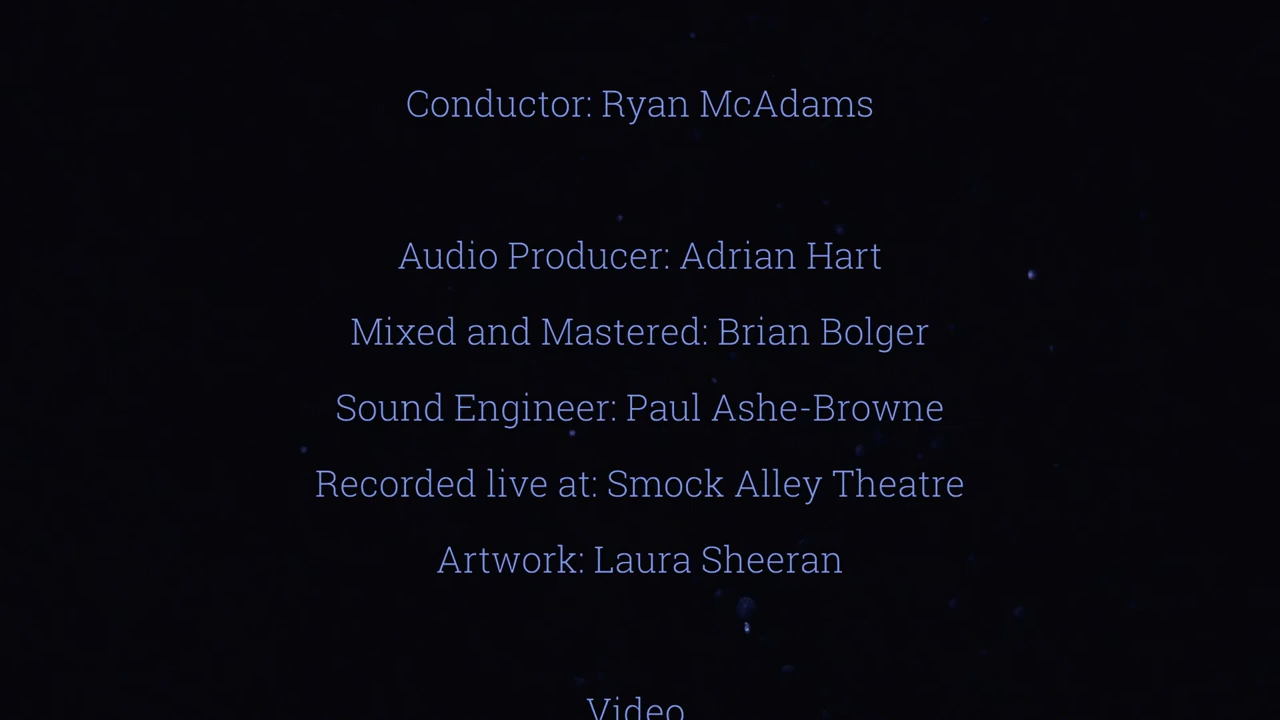 Conductor: Ryan McAdams
Audio Producer: Adrian Hart
Mixed and Mastered: Brian Bolger
Sound Engineer: Paul Ashe-Browne
Recorded live at: Smock Alley Theatre
Artwork: Laura Sheeran
Video